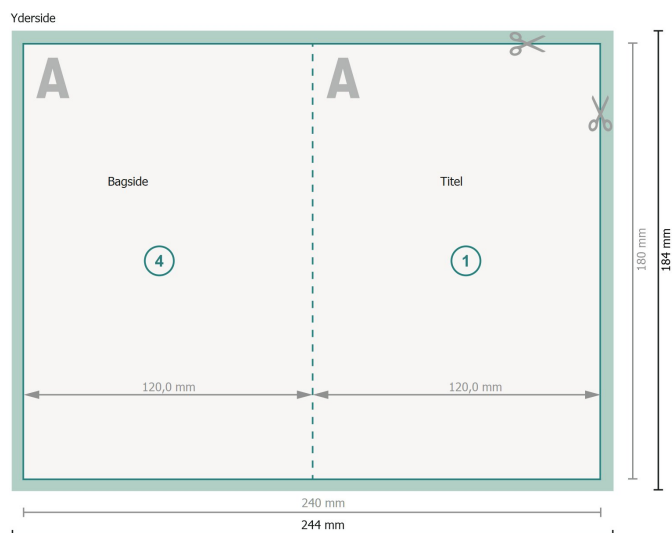 Yderside
A
A
Bagside
Titel
4
1
180 mm
184 mm
120,0 mm
120,0 mm
240 mm
244 mm